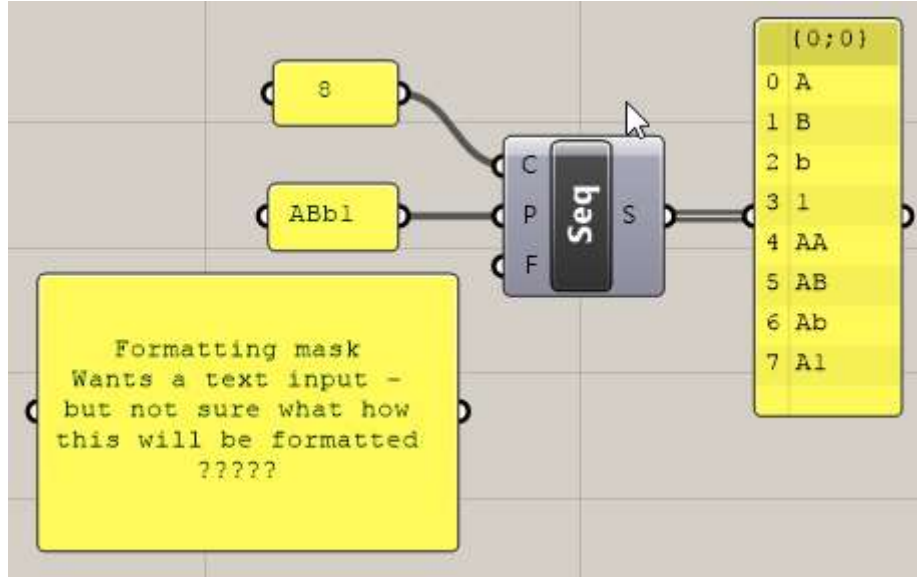 8
ABb1
C
P
F
Seq
S
{0;0}
0 A
1 B
2 b
3 1
4 AA
5 AB
6 Ab
7 A1
Formatting mask
Wants a text input -
but not sure what how
this will be formatted
?????